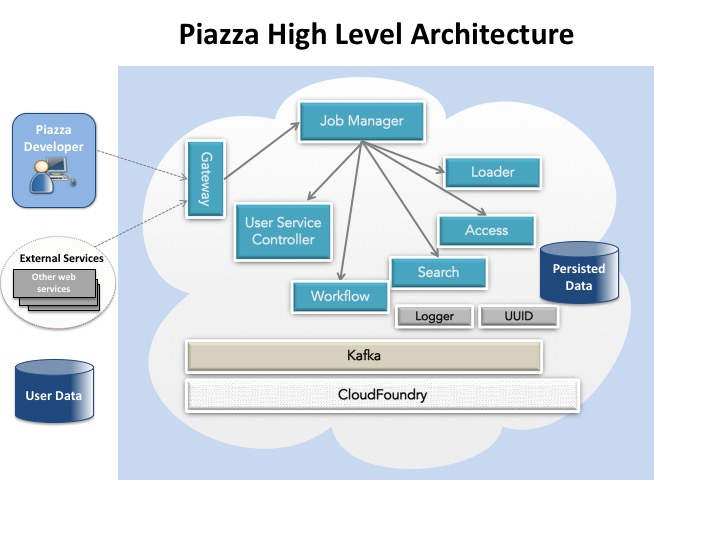 Piazza High Level Architecture
Piazza
Developer
Gateway
Job Manager
Loader
User Service
Controller
Access
External Services
Other web
services
Search
Persisted
Data
Workflow
Logger
UUID
Kafka
User Data
CloudFoundry